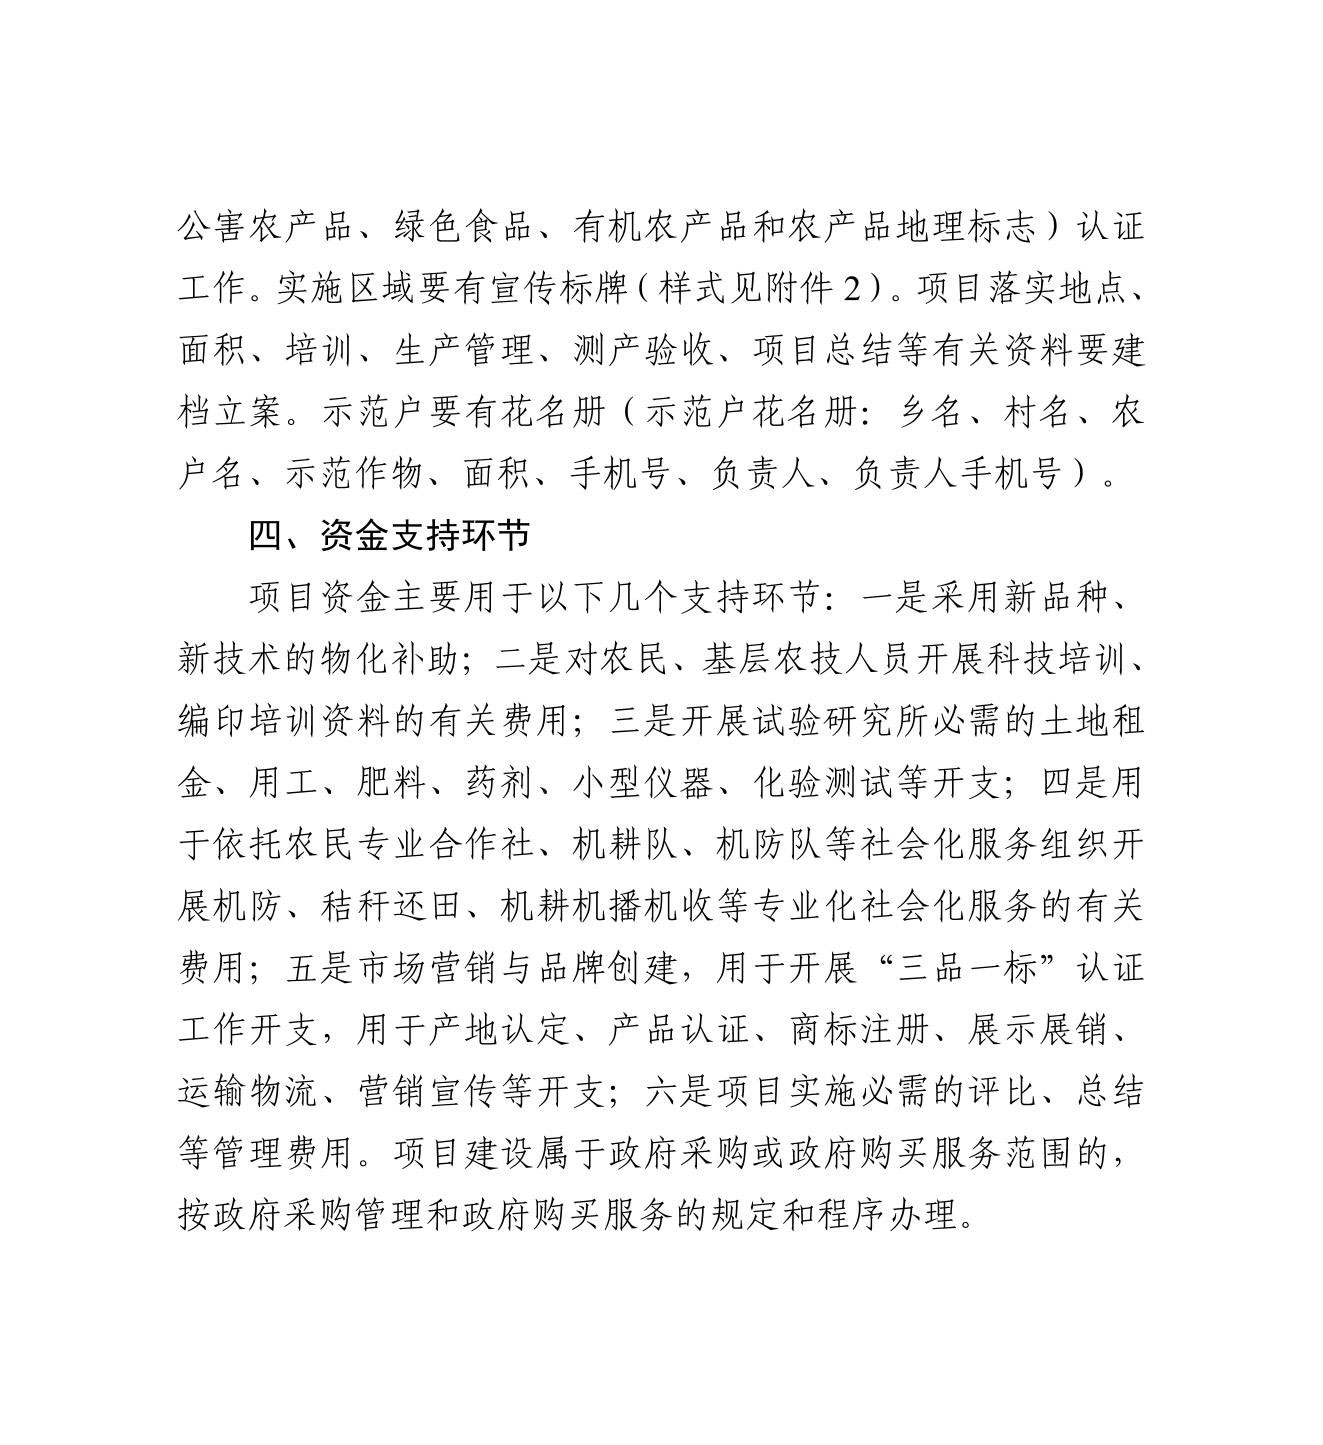 公害农产品、绿色食品、有机农产品和农产品地理标志）认证
工作。实施区域要有宣传标牌（样式见附件 2）。项目落实地点、
面积、培训、生产管理、测产验收、项目总结等有关资料要建
档立案。示范户要有花名册（示范户花名册：乡名、村名、农
户名、示范作物、面积、手机号、负责人、负责人手机号）。
四、资金支持环节
项目资金主要用于以下几个支持环节：一是采用新品种、
新技术的物化补助；二是对农民、基层农技人员开展科技培训、
编印培训资料的有关费用；三是开展试验研究所必需的土地租
金、用工、肥料、药剂、小型仪器、化验测试等开支；四是用
于依托农民专业合作社、机耕队、机防队等社会化服务组织开
展机防、秸秆还田、机耕机播机收等专业化社会化服务的有关
费用；五是市场营销与品牌创建，用于开展“三品一标”认证
工作开支，用于产地认定、产品认证、商标注册、展示展销、
运输物流、营销宣传等开支；六是项目实施必需的评比、总结
等管理费用。项目建设属于政府采购或政府购买服务范围的，
按政府采购管理和政府购买服务的规定和程序办理。